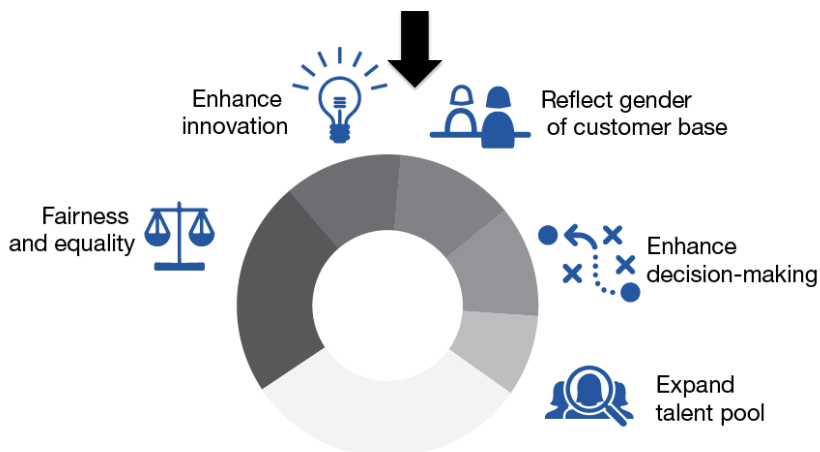 Enhance
innovation
Reflect gender
of customer base
Fairness
and equality
Enhance
decision-making
Expand
talent pool